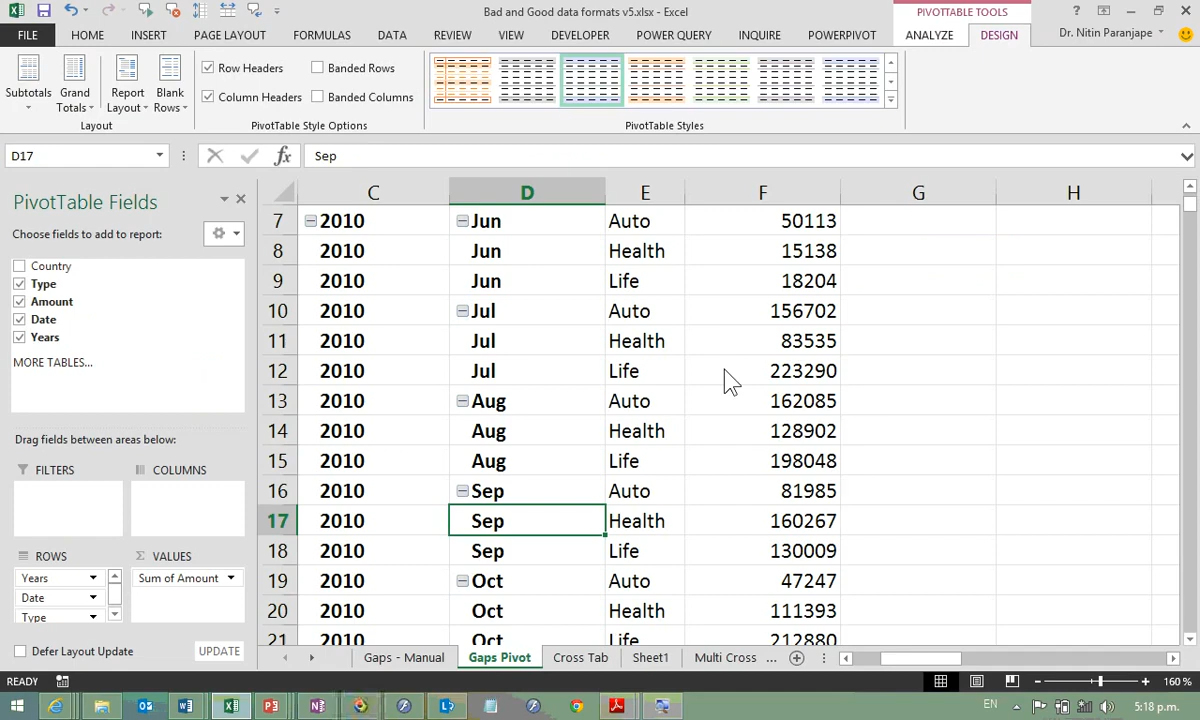 Bad and Good data formats v5.xlsx - Excel
PIVOTTABLE TOOLS
?
FILE HOME INSERT PAGE LAYOUT FORMULAS DATA REVIEW VIEW DEVELOPER POWER QUERY INQUIRE POWERPIVOT ANALYZE DESIGN Dr. Nitin Paranjape
Row Headers Banded Rows
Subtotals Grand Totals Report Layout Blank Rows
Column Headers Banded Columns
Layout PivotTable Style Options PivotTable Styles
D17 fx Sep
PivotTable Fields
Choose fields to add to report:
Country
Type
Amount
Date
Years
MORE TABLES...
Drag fields between areas below:
FILTERS COLUMNS
ROWS Σ VALUES
Years Sum of Amount
Date
Type
Defer Layout Update UPDATE
C D E F G H
7 2010 Jun Auto 50113
8 2010 Jun Health 15138
9 2010 Jun Life 18204
10 2010 Jul Auto 156702
11 2010 Jul Health 83535
12 2010 Jul Life 223290
13 2010 Aug Auto 162085
14 2010 Aug Health 128902
15 2010 Aug Life 198048
16 2010 Sep Auto 81985
17 2010 Sep Health 160267
18 2010 Sep Life 130009
19 2010 Oct Auto 47247
20 2010 Oct Health 111393
21 2010 Oct Life 212880
Gaps - Manual Gaps Pivot Cross Tab Sheet1 Multi Cross ...
READY 160 %
EN 5:18 p.m.